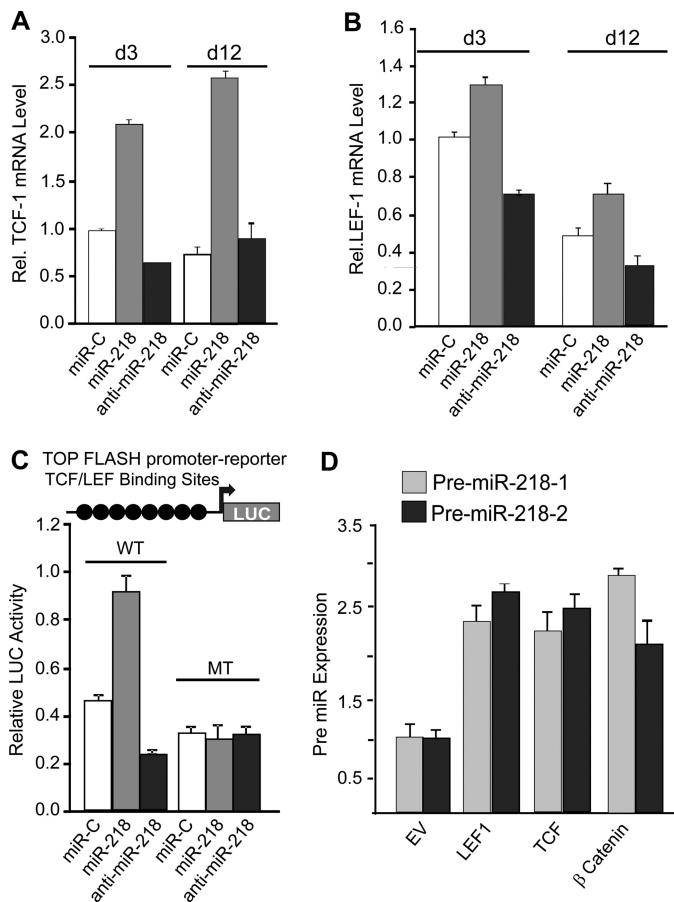 A
Rel. TCF-1 mRNA Level
3.0
2.5
2.0
1.5
1.0
0.5
0.0
d3
d12
miR-C
miR-218
anti-miR-218
miR-C
miR-218
anti-miR-218
B
Rel.LEF-1 mRNA Level
1.6
1.4
1.2
1.0
0.8
0.6
0.4
0.2
0.0
d3
d12
miR-C
miR-218
anti-miR-218
miR-C
miR-218
anti-miR-218
C
TOP FLASH promoter-reporter
TCF/LEF Binding Sites
LUC
Relative LUC Activity
1.2
1.0
0.8
0.6
0.4
0.2
0.0
WT
MT
miR-C
miR-218
anti-miR-218
miR-C
miR-218
anti-miR-218
D
Pre-miR-218-1
Pre-miR-218-2
Pre miR Expression
3.5
2.5
1.5
0.5
EV
LEF1
TCF
β Catenin